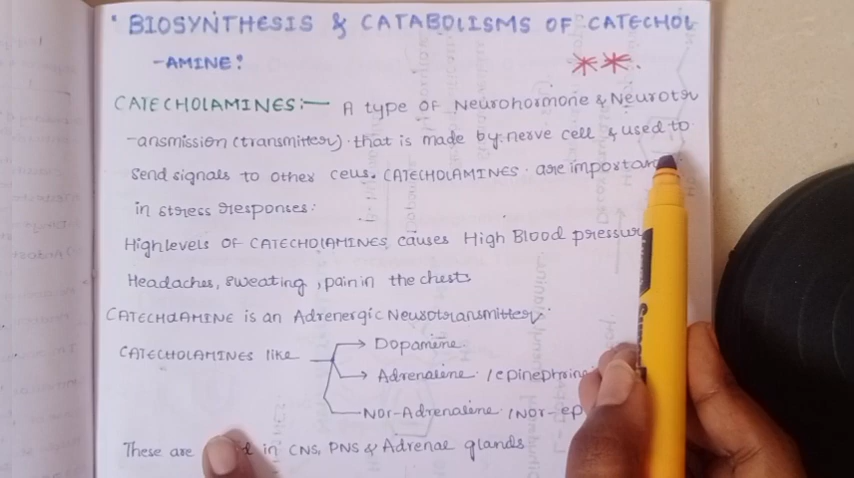 BIOSYNTHESIS & CATABOLISMS OF CATECHOL
-AMINE:
CATECHOLAMINES:— A type OF Neurohormone & Neurotr
-ansmission (transmitter) that is made by nerve cell & used to
Send signals to other cells. CATECHOLAMINES are important
in stress responses:
High levels OF CATECHOLAMINES causes High Blood pressur
Headaches, sweating, pain in the chests
CATECHOLAMINE is an Adrenergic Neurotransmitter.
CATECHOLAMINES like → Dopamine.
→ Adrenaline / epinephrine
Nor-Adrenaline / Nor-ep
These are in CNS, PNS & Adrenal glands